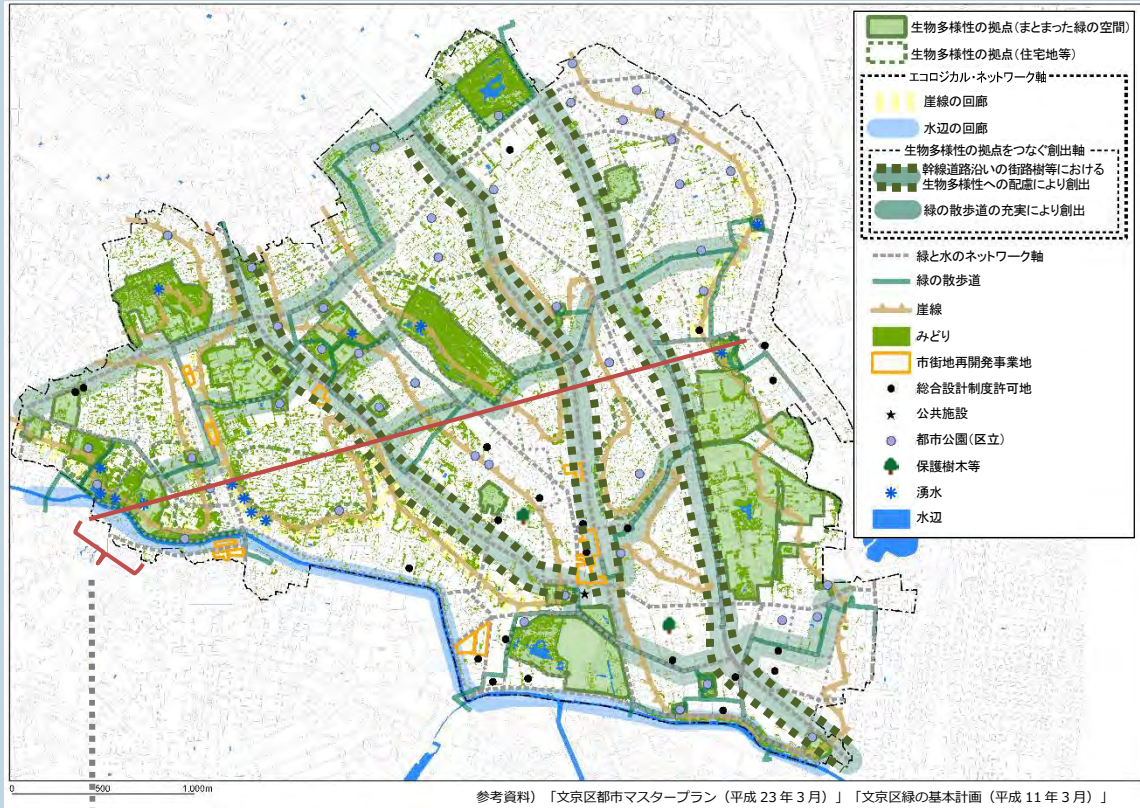 生物多様性の拠点(まとまった緑の空間)
生物多様性の拠点(住宅地等)
エコロジカル・ネットワーク軸
崖線の回廊
水辺の回廊
生物多様性の拠点をつなぐ創出軸
幹線道路沿いの街路樹等における
生物多様性への配慮により創出
緑の散歩道の充実により創出
緑と水のネットワーク軸
緑の散歩道
崖線
みどり
市街地再開発事業地
総合設計制度許可地
公共施設
都市公園(区立)
保護樹木等
湧水
水辺
0 500 1,000m
参考資料) 「文京区都市マスタープラン(平成 23 年 3 月)」「文京区緑の基本計画(平成 11 年 3 月)」